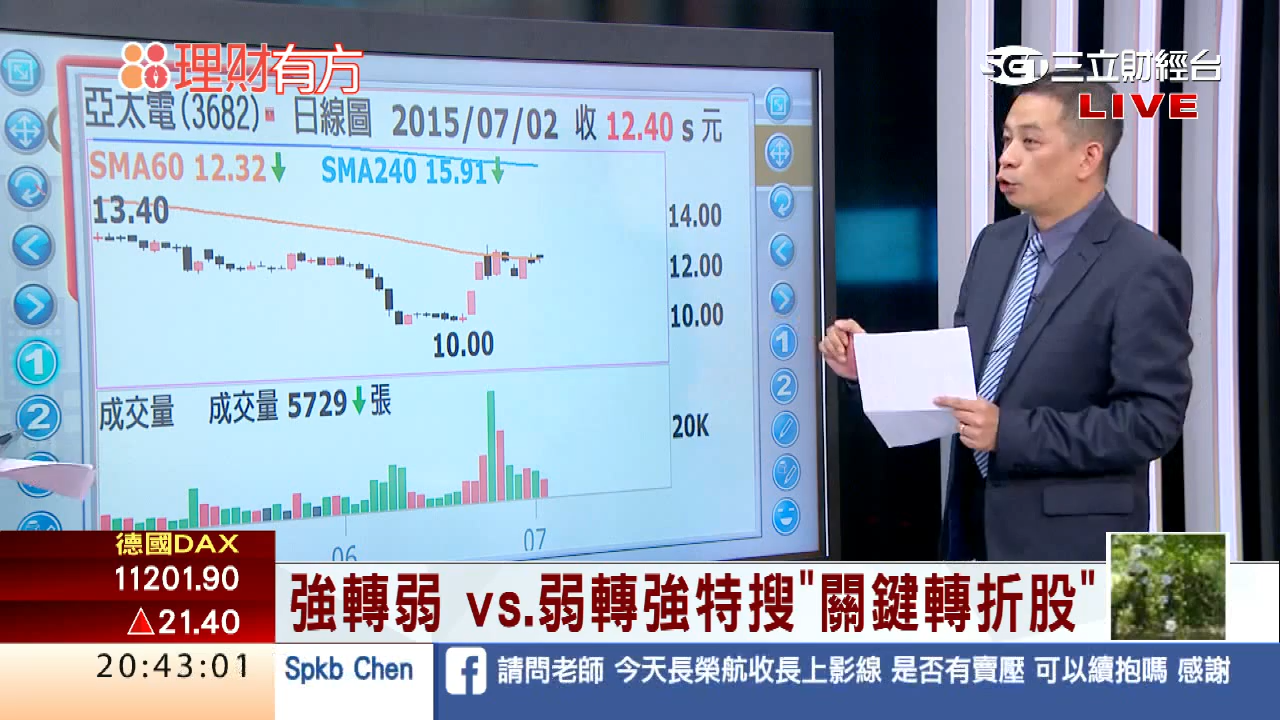 理財有方
SET 三立財經台
LIVE
亞太電(3682) 日線圖 2015/07/02 收 12.40 s 元
SMA60 12.32↓ SMA240 15.91↓
13.40
14.00
12.00
10.00
10.00
成交量 成交量 5729↓張
20K
06
07
1
2
1
2
德國DAX
11201.90
△21.40
強轉弱 vs.弱轉強特搜"關鍵轉折股"
20:43:01
Spkb Chen
請問老師 今天長榮航收長上影線 是否有賣壓 可以續抱嗎 感謝